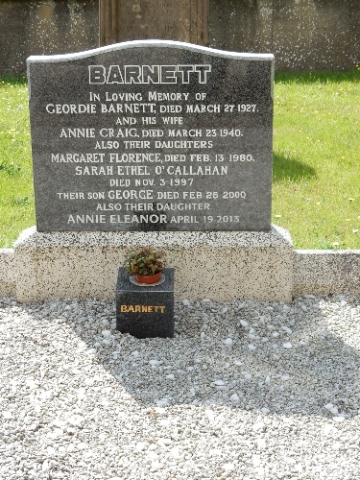 BARNETT
IN LOVING MEMORY OF
GEORDIE BARNETT, DIED MARCH 27 1927.
AND HIS WIFE
ANNIE CRAIG, DIED MARCH 23 1940.
ALSO THEIR DAUGHTERS
MARGARET FLORENCE, DIED FEB. 13 1980.
SARAH ETHEL O'CALLAHAN
DIED NOV. 3 1997
THEIR SON GEORGE DIED FEB 26 2000
ALSO THEIR DAUGHTER
ANNIE ELEANOR APRIL 19 2013
BARNETT